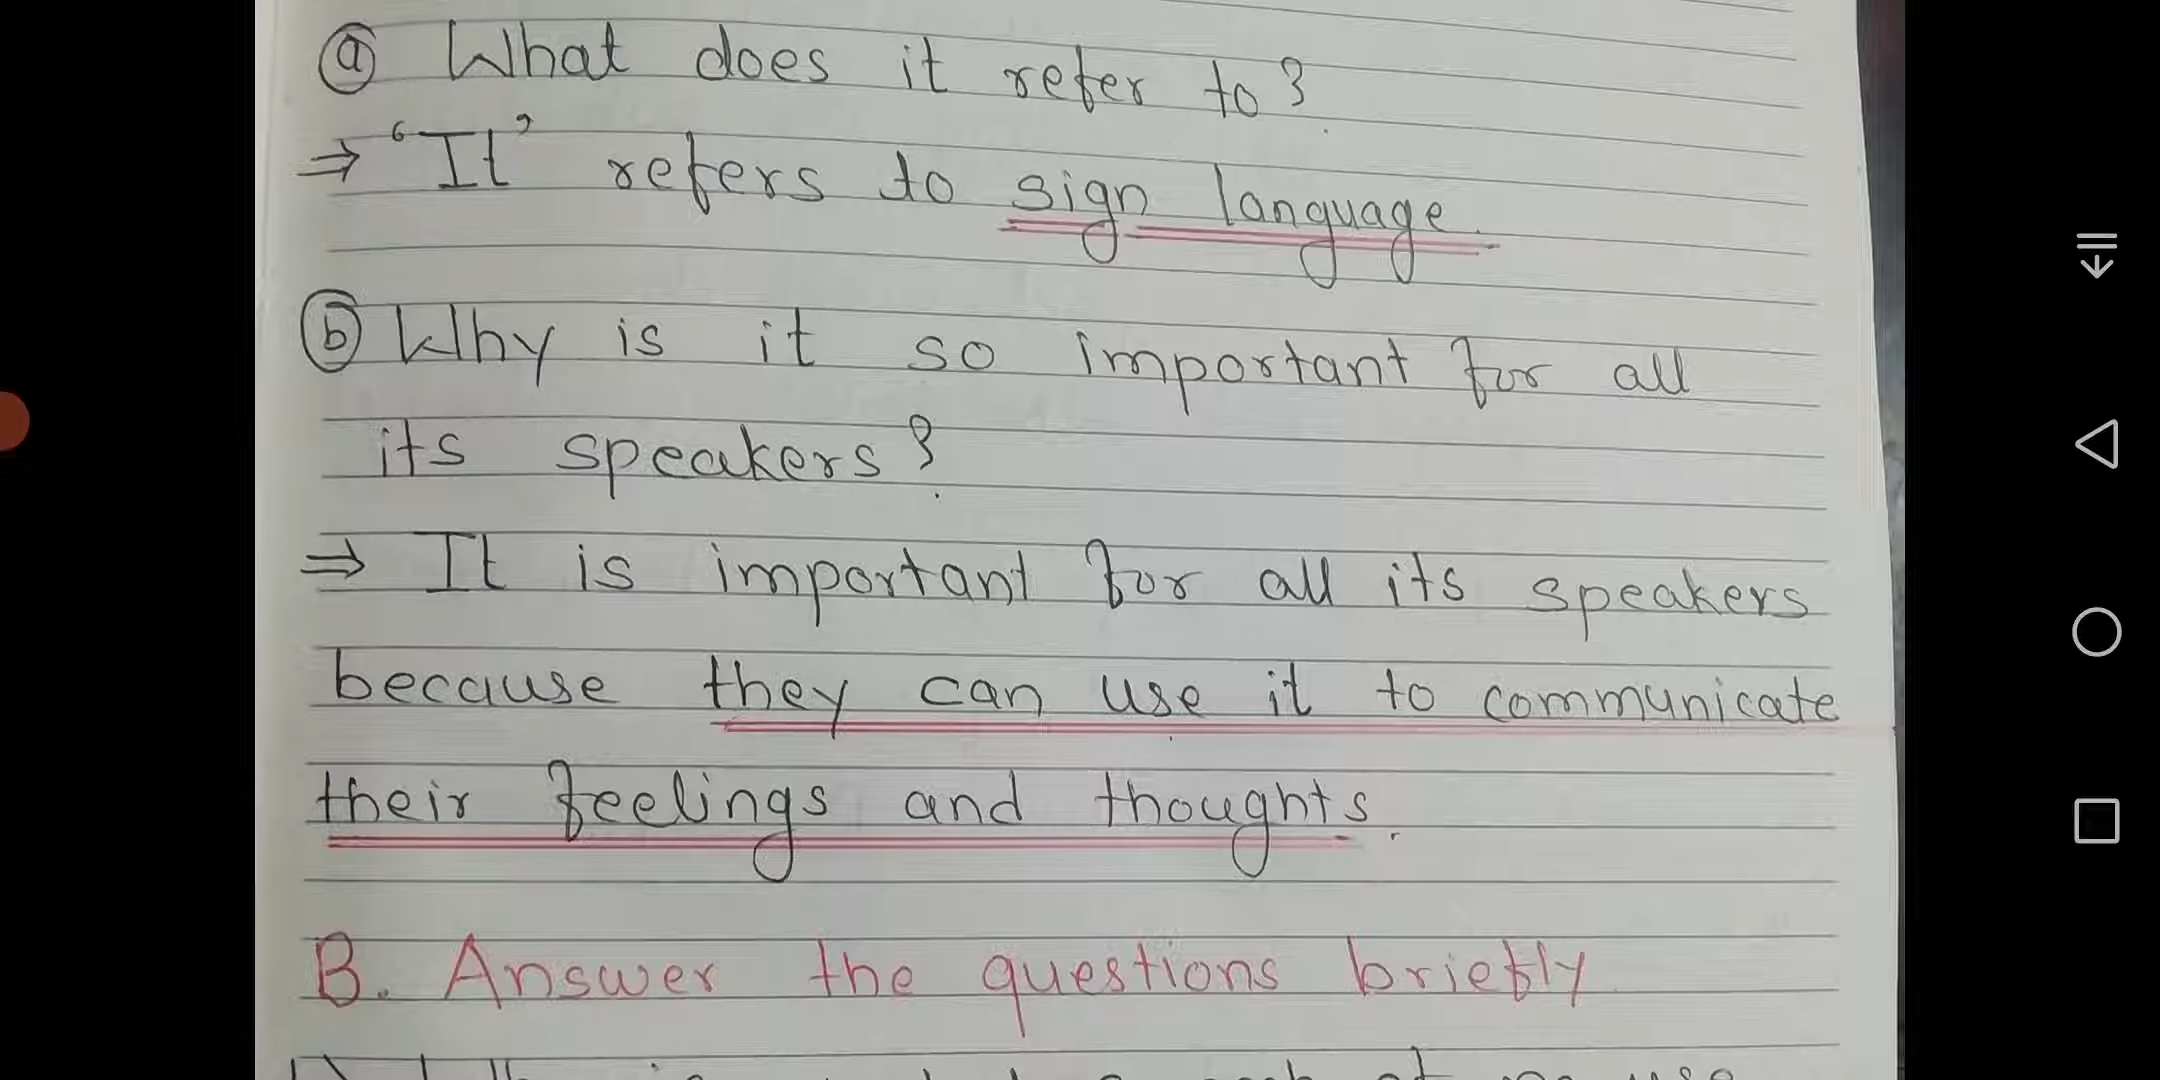 ⓐ What does it refer to?
⇒ 'It' refers to sign language.
ⓑ Why is it so important for all
its speakers?
⇒ It is important for all its speakers
because they can use it to communicate
their feelings and thoughts.
B. Answer the questions briefly